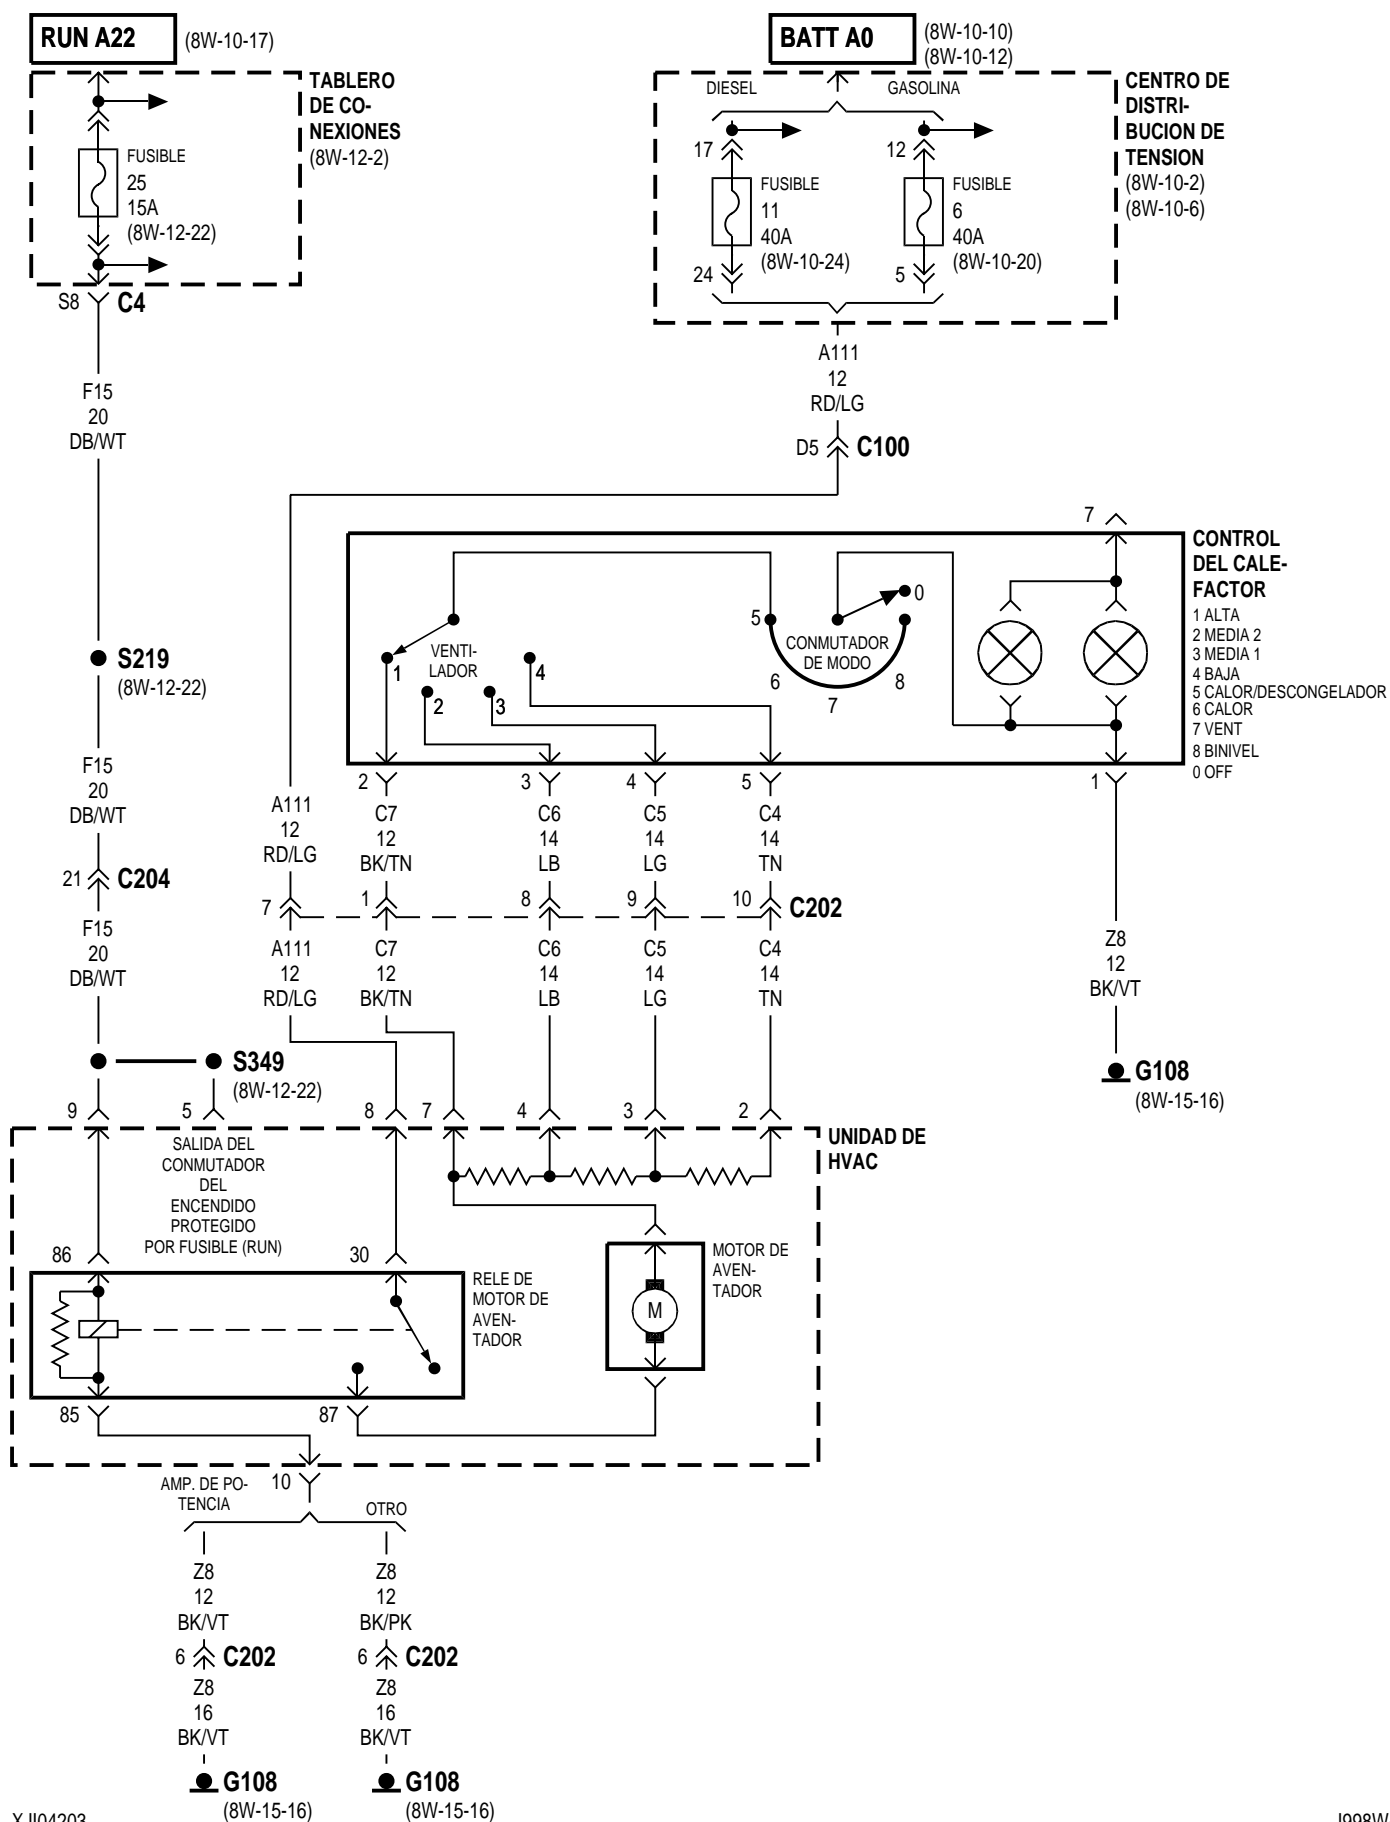 RUN A22
(8W-10-17)
BATT A0
(8W-10-10)
(8W-10-12)
TABLERO
DE CO-
NEXIONES
(8W-12-2)
FUSIBLE
25
15A
(8W-12-22)
S8
C4
DIESEL
GASOLINA
17
12
FUSIBLE
11
40A
(8W-10-24)
FUSIBLE
6
40A
(8W-10-20)
24
5
CENTRO DE
DISTRI-
BUCION DE
TENSION
(8W-10-2)
(8W-10-6)
A111
12
RD/LG
D5
C100
F15
20
DB/WT
S219
(8W-12-22)
F15
20
DB/WT
21
C204
F15
20
DB/WT
7
CONTROL
DEL CALE-
FACTOR
1 ALTA
2 MEDIA 2
3 MEDIA 1
4 BAJA
5 CALOR/DESCONGELADOR
6 CALOR
7 VENT
8 BINIVEL
0 OFF
VENTI-
LADOR
1
2
3
4
CONMUTADOR
DE MODO
5
6
7
8
0
2
3
4
5
1
A111
12
RD/LG
C7
12
BK/TN
C6
14
LB
C5
14
LG
C4
14
TN
7
1
8
9
10
C202
A111
12
RD/LG
C7
12
BK/TN
C6
14
LB
C5
14
LG
C4
14
TN
Z8
12
BK/VT
G108
(8W-15-16)
S349
(8W-12-22)
9
5
8
7
4
3
2
UNIDAD DE
HVAC
SALIDA DEL
CONMUTADOR
DEL
ENCENDIDO
PROTEGIDO
POR FUSIBLE (RUN)
86
30
RELE DE
MOTOR DE
AVEN-
TADOR
MOTOR DE
AVEN-
TADOR
M
85
87
10
AMP. DE PO-
TENCIA
OTRO
Z8
12
BK/VT
6
C202
Z8
16
BK/VT
G108
(8W-15-16)
Z8
12
BK/PK
6
C202
Z8
16
BK/VT
G108
(8W-15-16)